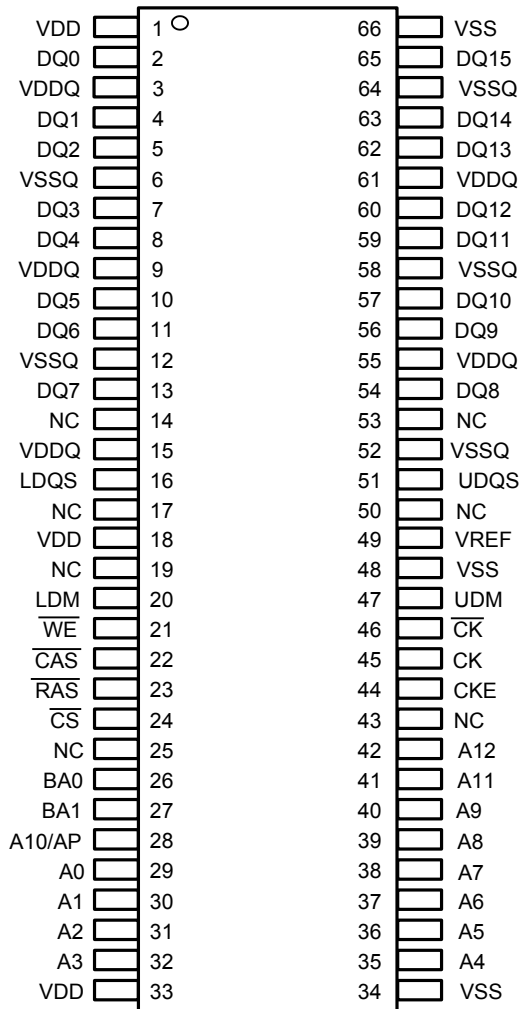 VDD 1 66 VSS
DQ0 2 65 DQ15
VDDQ 3 64 VSSQ
DQ1 4 63 DQ14
DQ2 5 62 DQ13
VSSQ 6 61 VDDQ
DQ3 7 60 DQ12
DQ4 8 59 DQ11
VDDQ 9 58 VSSQ
DQ5 10 57 DQ10
DQ6 11 56 DQ9
VSSQ 12 55 VDDQ
DQ7 13 54 DQ8
NC 14 53 NC
VDDQ 15 52 VSSQ
LDQS 16 51 UDQS
NC 17 50 NC
VDD 18 49 VREF
NC 19 48 VSS
LDM 20 47 UDM
W̅E̅ 21 46 C̅K̅
C̅A̅S̅ 22 45 CK
R̅A̅S̅ 23 44 CKE
C̅S̅ 24 43 NC
NC 25 42 A12
BA0 26 41 A11
BA1 27 40 A9
A10/AP 28 39 A8
A0 29 38 A7
A1 30 37 A6
A2 31 36 A5
A3 32 35 A4
VDD 33 34 VSS